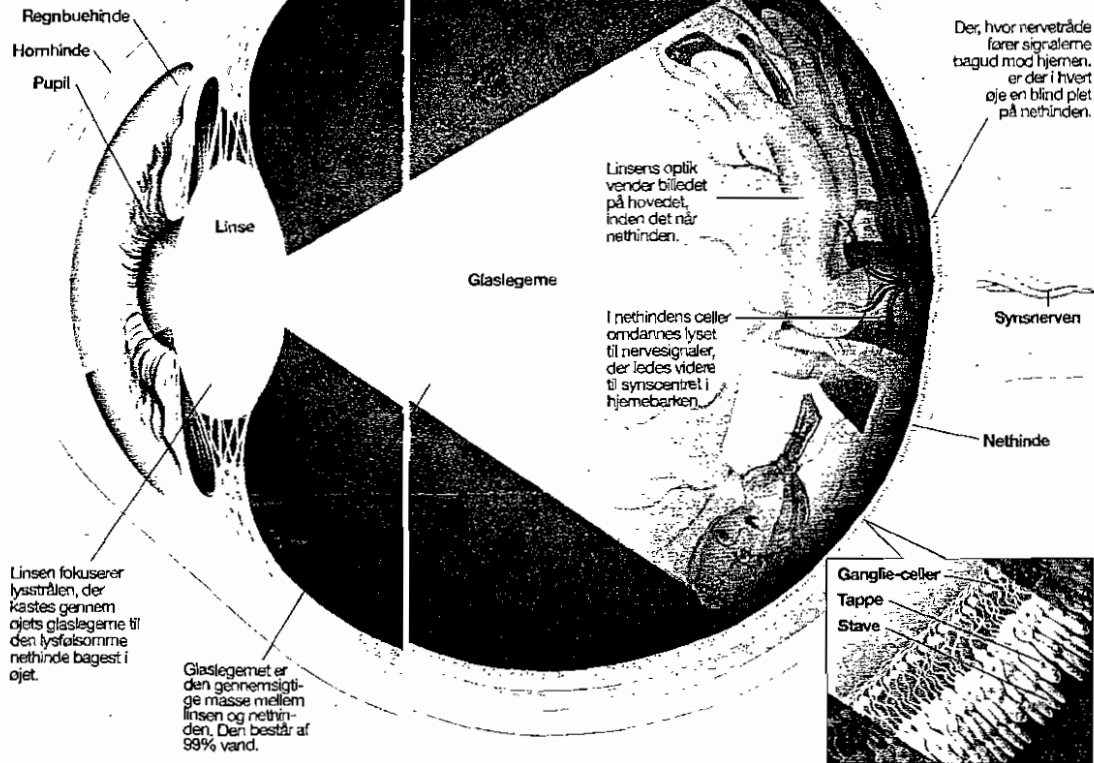 Regnbuehinde
Hornhinde
Pupil
Linse
Glaslegeme
Linsens optik
vender billedet
på hovedet,
inden det når
nethinden.
I nethindens celler
omdannes lyset
til nervesignaler,
der ledes videre
til synscentret i
hjernebarken.
Der, hvor nervetråde
fører signalerne
bagud mod hjernen,
er der i hvert
øje en blind plet
på nethinden.
Synsnerven
Nethinde
Linsen fokuserer
lysstrålen, der
kastes gennem
øjets glaslegeme til
den lysfølsomme
nethinde bagest i
øjet.
Glaslegemet er
den gennemsigti-
ge masse mellem
linsen og nethin-
den. Den består af
99% vand.
Ganglie-celler
Tappe
Stave